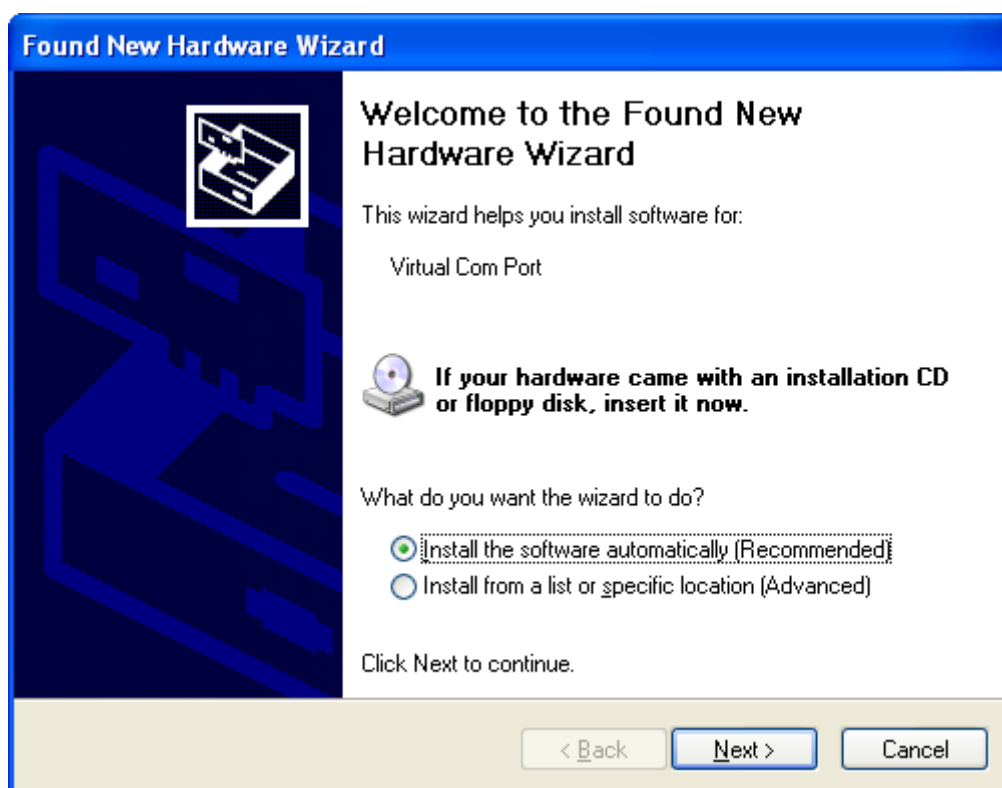 Found New Hardware Wizard
Welcome to the Found New
Hardware Wizard
This wizard helps you install software for:
Virtual Com Port
If your hardware came with an installation CD
or floppy disk, insert it now.
What do you want the wizard to do?
Install the software automatically (Recommended)
Install from a list or specific location (Advanced)
Click Next to continue.
< Back Next > Cancel